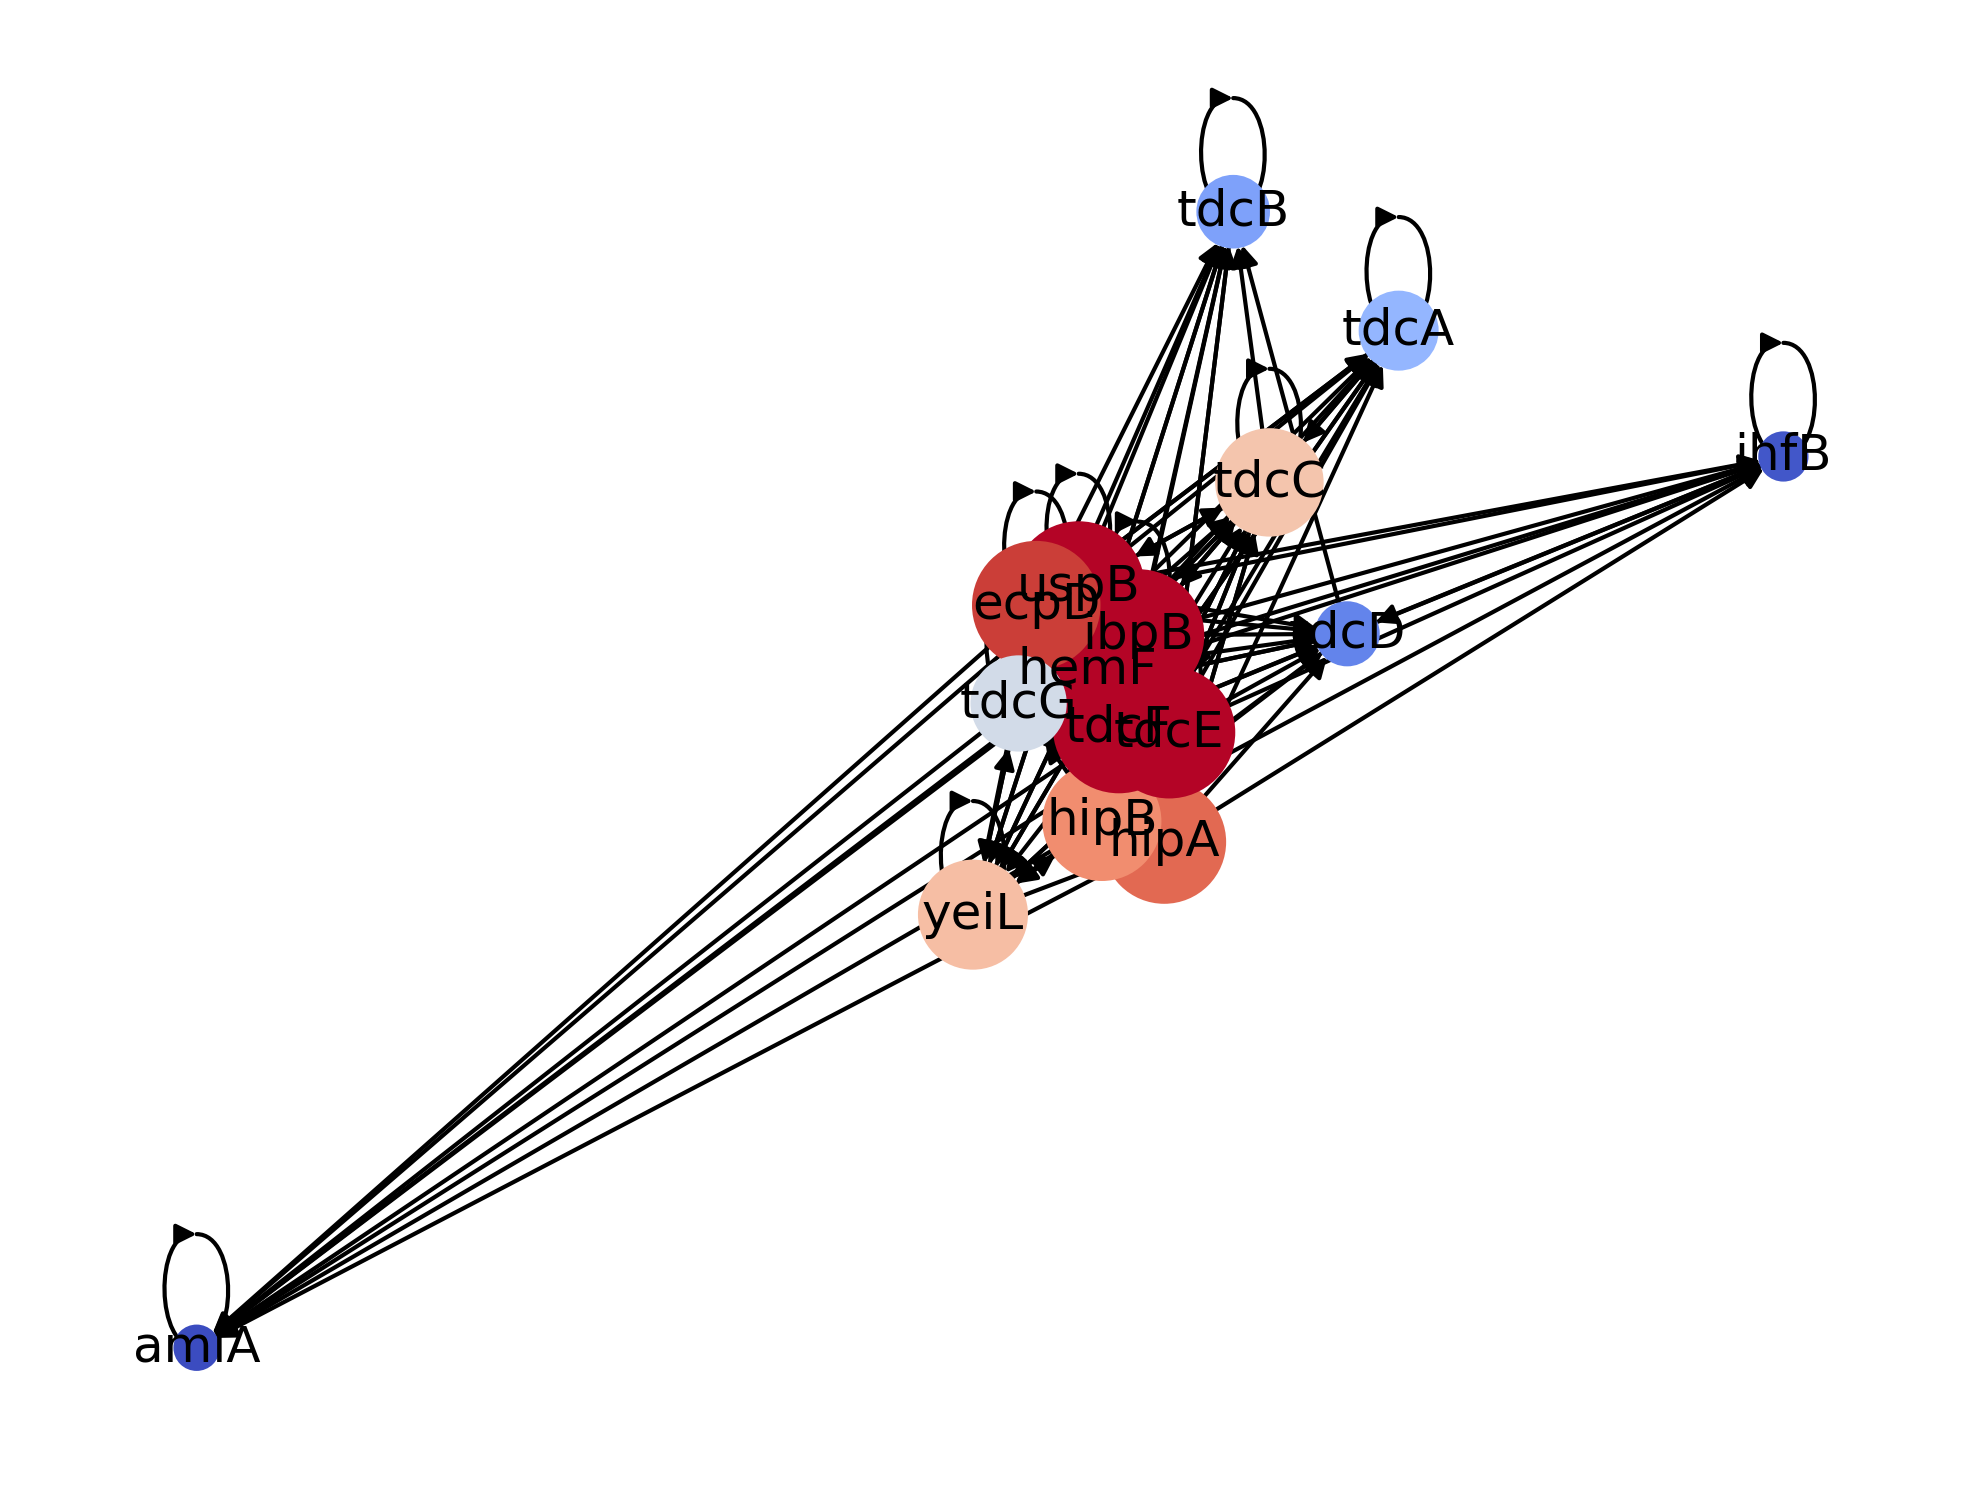 tdcB
tdcA
ihfB
tdcC
uspB
ecpD
ibpB
tdcD
hemF
tdcG
tdcF
tdcE
hipB
hipA
yeiL
amiA